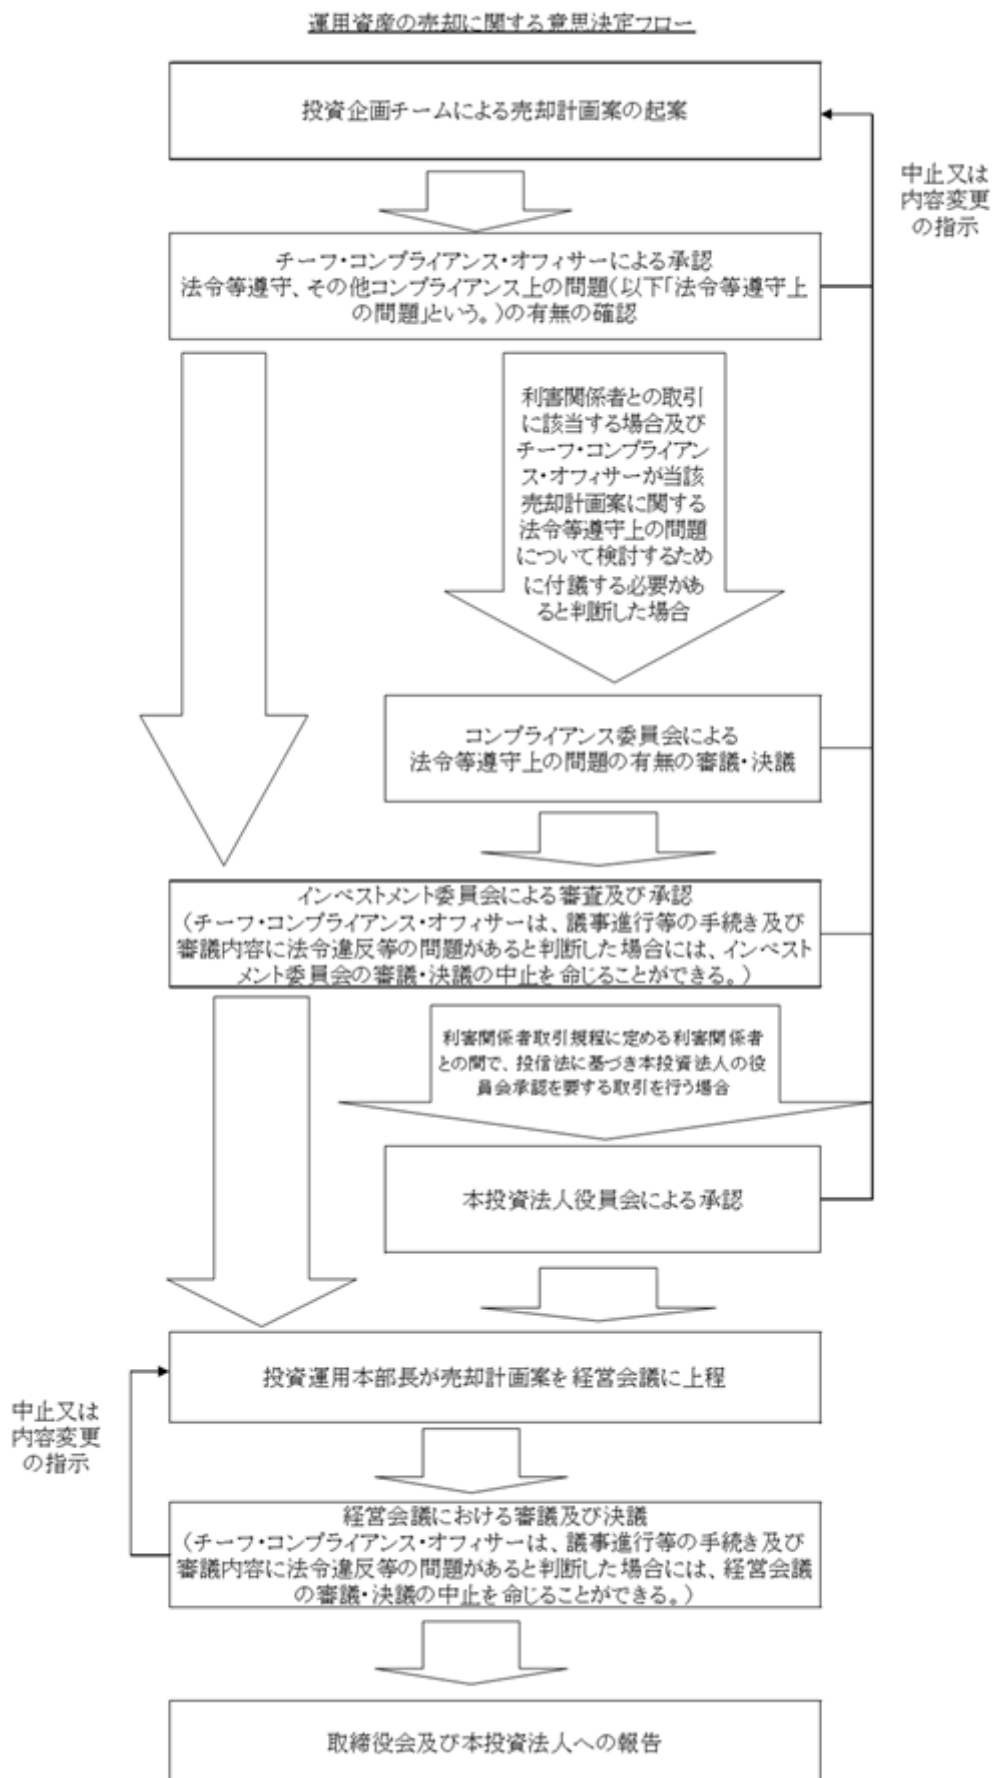 運用資産の売却に関する意思決定フロー
投資企画チームによる売却計画案の起案
中止又は
内容変更
の指示
チーフ・コンプライアンス・オフィサーによる承認
法令等遵守、その他コンプライアンス上の問題(以下「法令等遵守上
の問題」という。)の有無の確認
利害関係者との取引
に該当する場合及び
チーフ・コンプライアン
ス・オフィサーが当該
売却計画案に関する
法令等遵守上の問題
について検討するため
に付議する必要があ
ると判断した場合
コンプライアンス委員会による
法令等遵守上の問題の有無の審議・決議
インベストメント委員会による審査及び承認
(チーフ・コンプライアンス・オフィサーは、議事進行等の手続き及び
審議内容に法令違反等の問題があると判断した場合には、インベスト
メント委員会の審議・決議の中止を命じることができる。)
利害関係者取引規程に定める利害関係者
との間で、投信法に基づき本投資法人の役
員会承認を要する取引を行う場合
本投資法人役員会による承認
投資運用本部長が売却計画案を経営会議に上程
中止又は
内容変更
の指示
経営会議における審議及び決議
(チーフ・コンプライアンス・オフィサーは、議事進行等の手続き及び
審議内容に法令違反等の問題があると判断した場合には、経営会議
の審議・決議の中止を命じることができる。)
取締役会及び本投資法人への報告